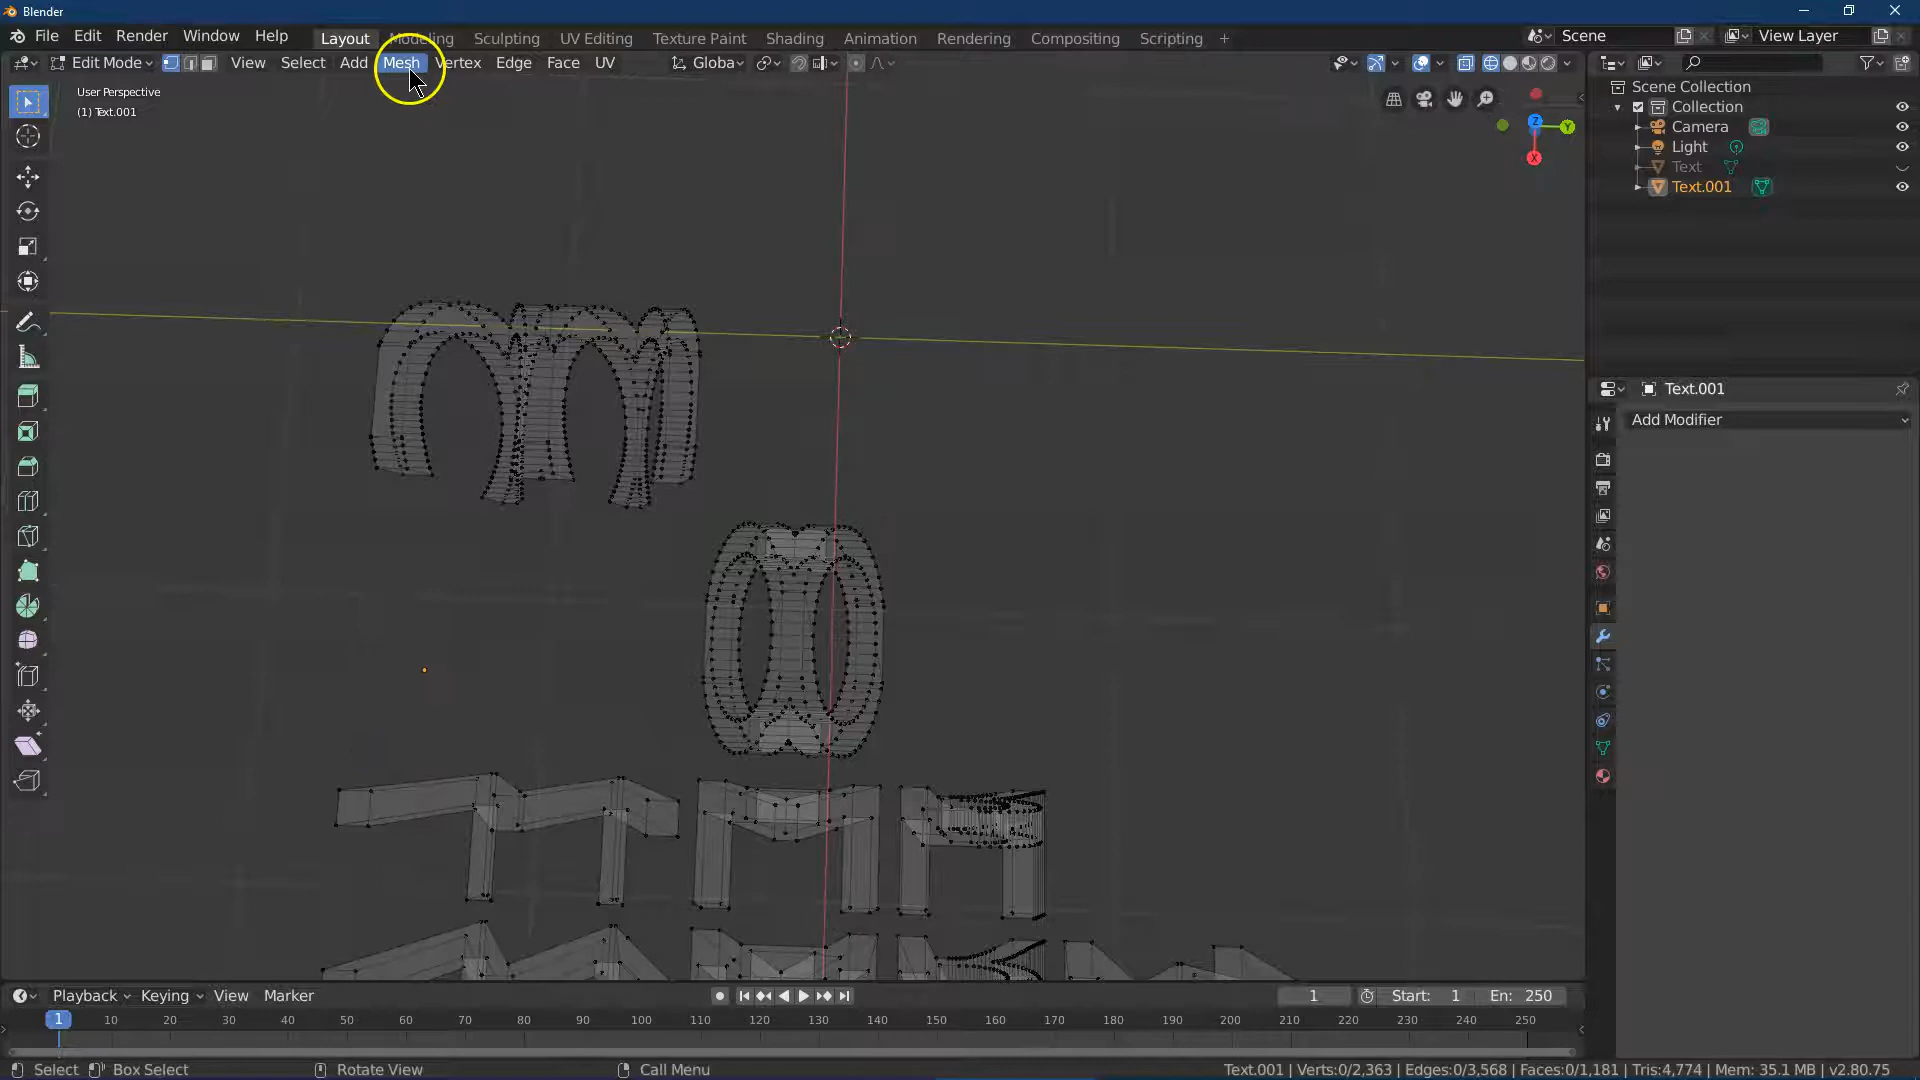 Blender
File Edit Render Window Help Layout Modeling Sculpting UV Editing Texture Paint Shading Animation Rendering Compositing Scripting + Scene View Layer
Edit Mode View Select Add Mesh Vertex Edge Face UV Globa
User Perspective
(1) Text.001
Z
Y
X
Scene Collection
Collection
Camera
Light
Text
Text.001
Text.001
Add Modifier
Playback Keying View Marker 1 Start: 1 En: 250
1 10 20 30 40 50 60 70 80 90 100 110 120 130 140 150 160 170 180 190 200 210 220 230 240 250
Select Box Select Rotate View Call Menu Text.001 | Verts:0/2,363 | Edges:0/3,568 | Faces:0/1,181 | Tris:4,774 | Mem: 35.1 MB | v2.80.75